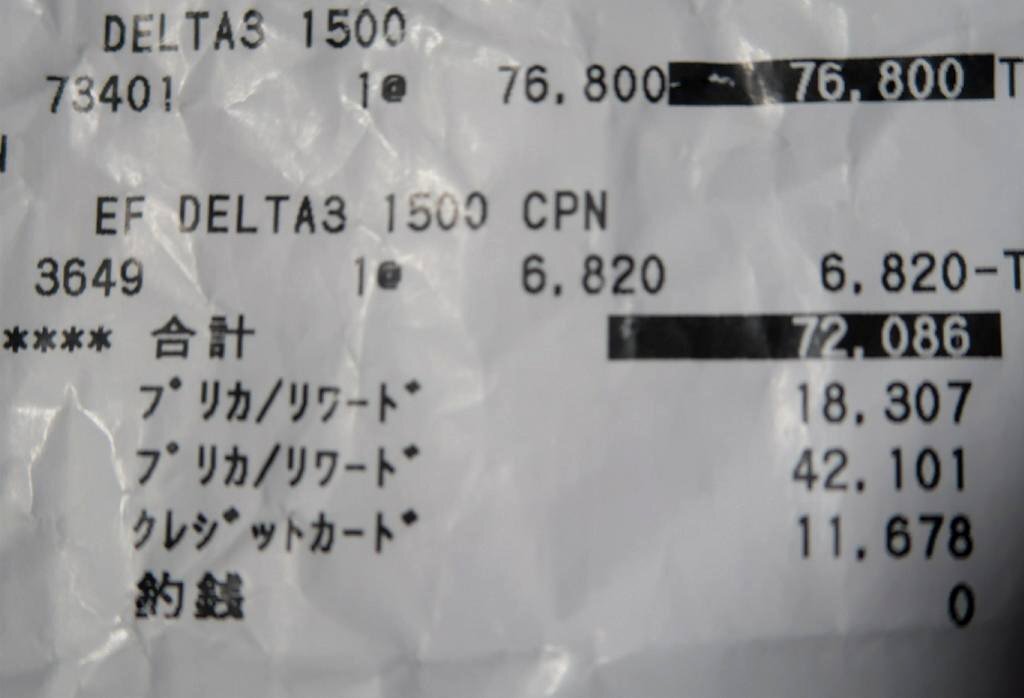 DELTA3 1500
73401 1@ 76,800 76,800 T
EF DELTA3 1500 CPN
3649 1@ 6,820 6,820-T
**** 合計 72,086
プリカ/リワード 18,307
プリカ/リワード 42,101
クレジットカード 11,678
釣銭 0